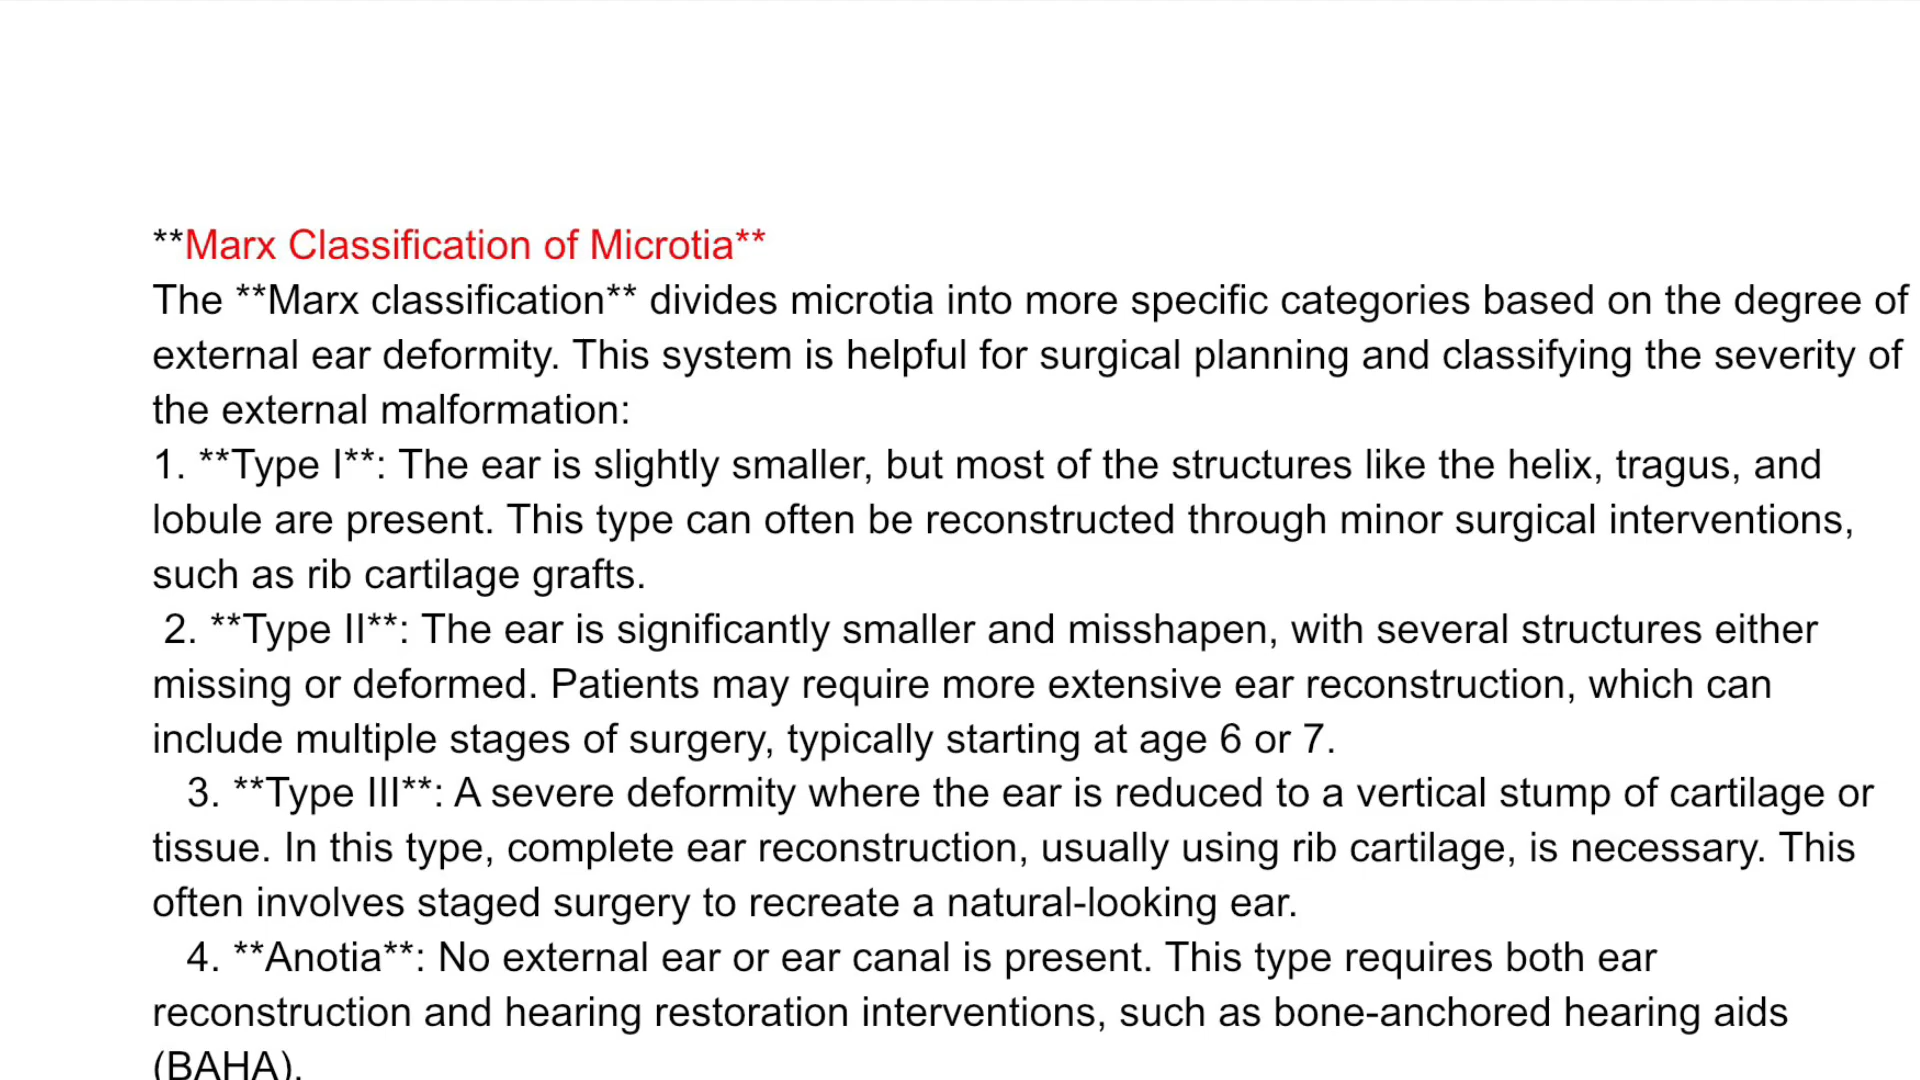 **Marx Classification of Microtia**
The **Marx classification** divides microtia into more specific categories based on the degree of
external ear deformity. This system is helpful for surgical planning and classifying the severity of
the external malformation:
1. **Type I**: The ear is slightly smaller, but most of the structures like the helix, tragus, and
lobule are present. This type can often be reconstructed through minor surgical interventions,
such as rib cartilage grafts.
2. **Type II**: The ear is significantly smaller and misshapen, with several structures either
missing or deformed. Patients may require more extensive ear reconstruction, which can
include multiple stages of surgery, typically starting at age 6 or 7.
3. **Type III**: A severe deformity where the ear is reduced to a vertical stump of cartilage or
tissue. In this type, complete ear reconstruction, usually using rib cartilage, is necessary. This
often involves staged surgery to recreate a natural-looking ear.
4. **Anotia**: No external ear or ear canal is present. This type requires both ear
reconstruction and hearing restoration interventions, such as bone-anchored hearing aids
(BAHA).